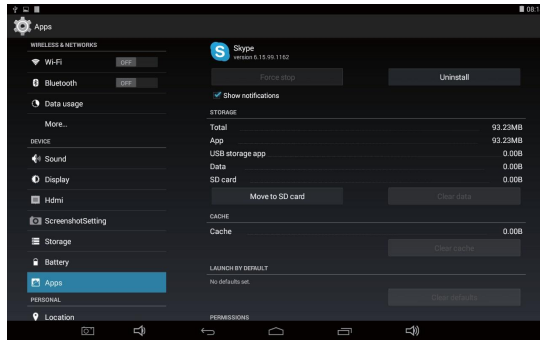 08:1
Apps
WIRELESS & NETWORKS
Wi-Fi OFF
Bluetooth OFF
Data usage
More...
DEVICE
Sound
Display
Hdmi
ScreenshotSetting
Storage
Battery
Apps
PERSONAL
Location
S
Skype
version 6.15.99.1162
Force stop Uninstall
Show notifications
STORAGE
Total 93.23MB
App 93.23MB
USB storage app 0.00B
Data 0.00B
SD card 0.00B
Move to SD card Clear data
CACHE
Cache 0.00B
Clear cache
LAUNCH BY DEFAULT
No defaults set.
Clear defaults
PERMISSIONS